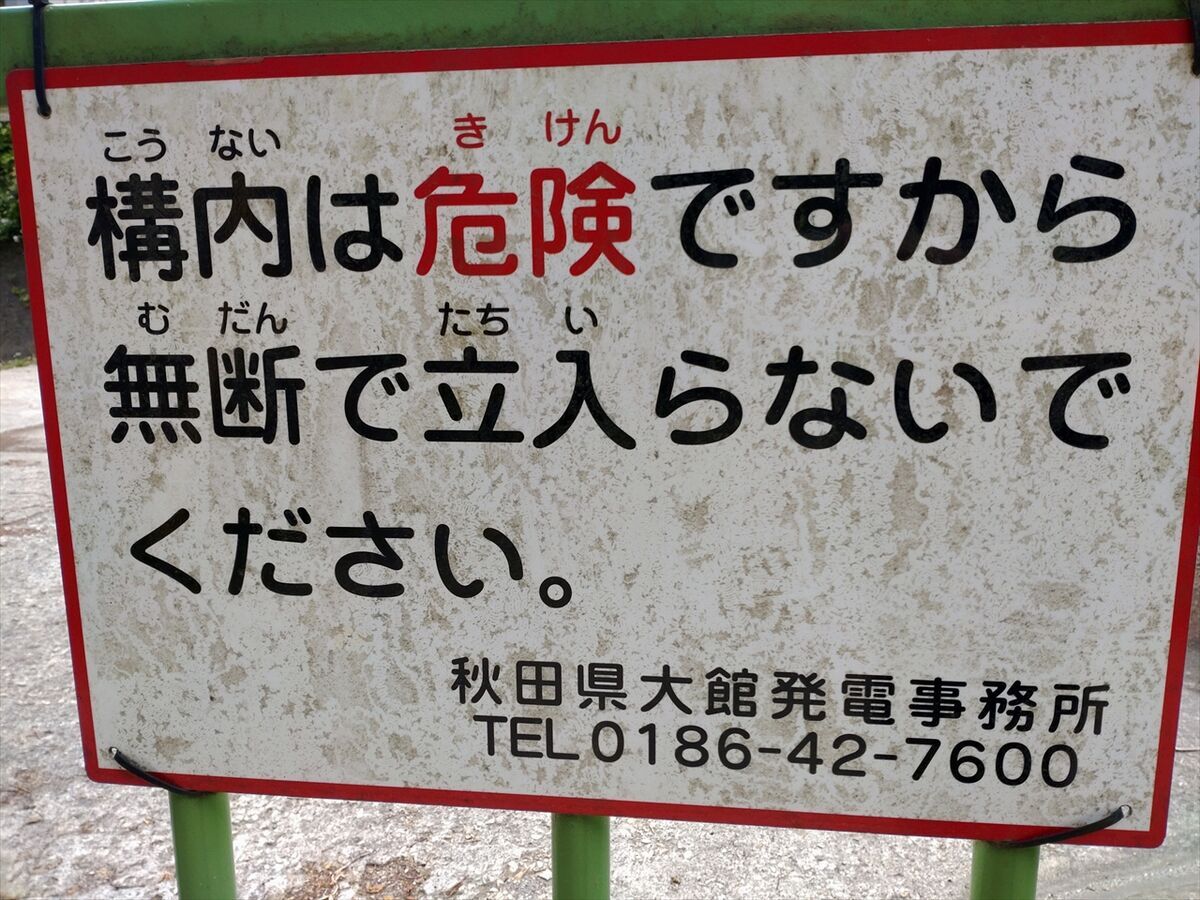 こう ない き けん
構内は危険ですから
む だん たち い
無断で立入らないで
ください。
秋田県大館発電事務所
TEL0186-42-7600